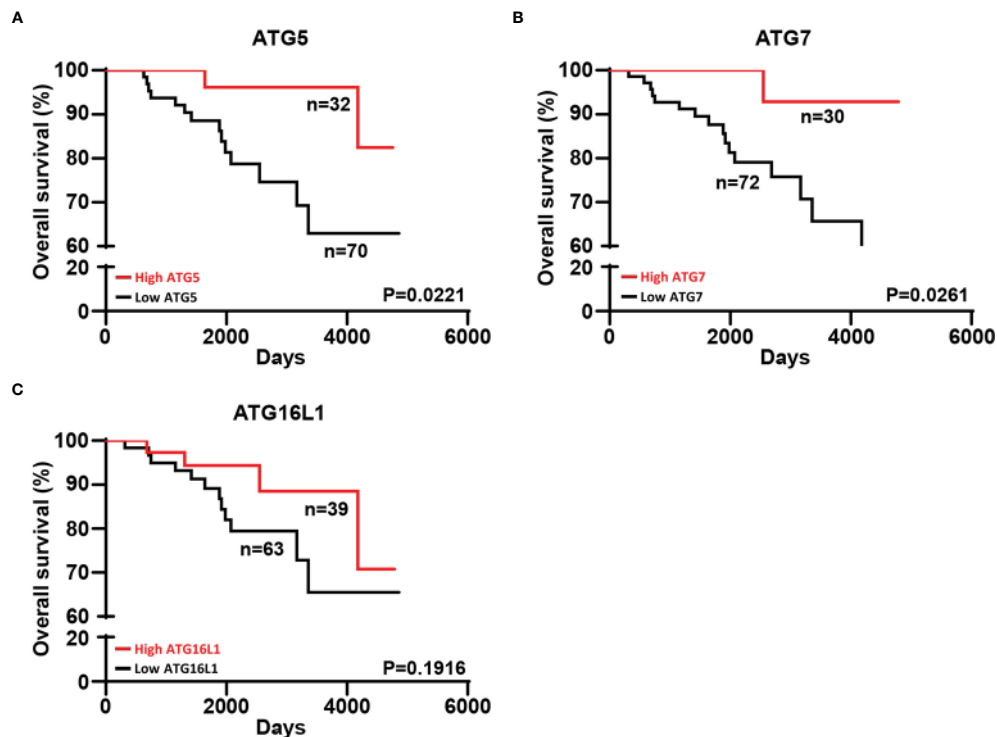 A
ATG5
Overall survival (%)
100
90
80
70
60
20
0
n=32
n=70
High ATG5
Low ATG5
P=0.0221
0 2000 4000 6000
Days
B
ATG7
Overall survival (%)
100
90
80
70
60
20
0
n=30
n=72
High ATG7
Low ATG7
P=0.0261
0 2000 4000 6000
Days
C
ATG16L1
Overall survival (%)
100
90
80
70
60
20
0
n=39
n=63
High ATG16L1
Low ATG16L1
P=0.1916
0 2000 4000 6000
Days